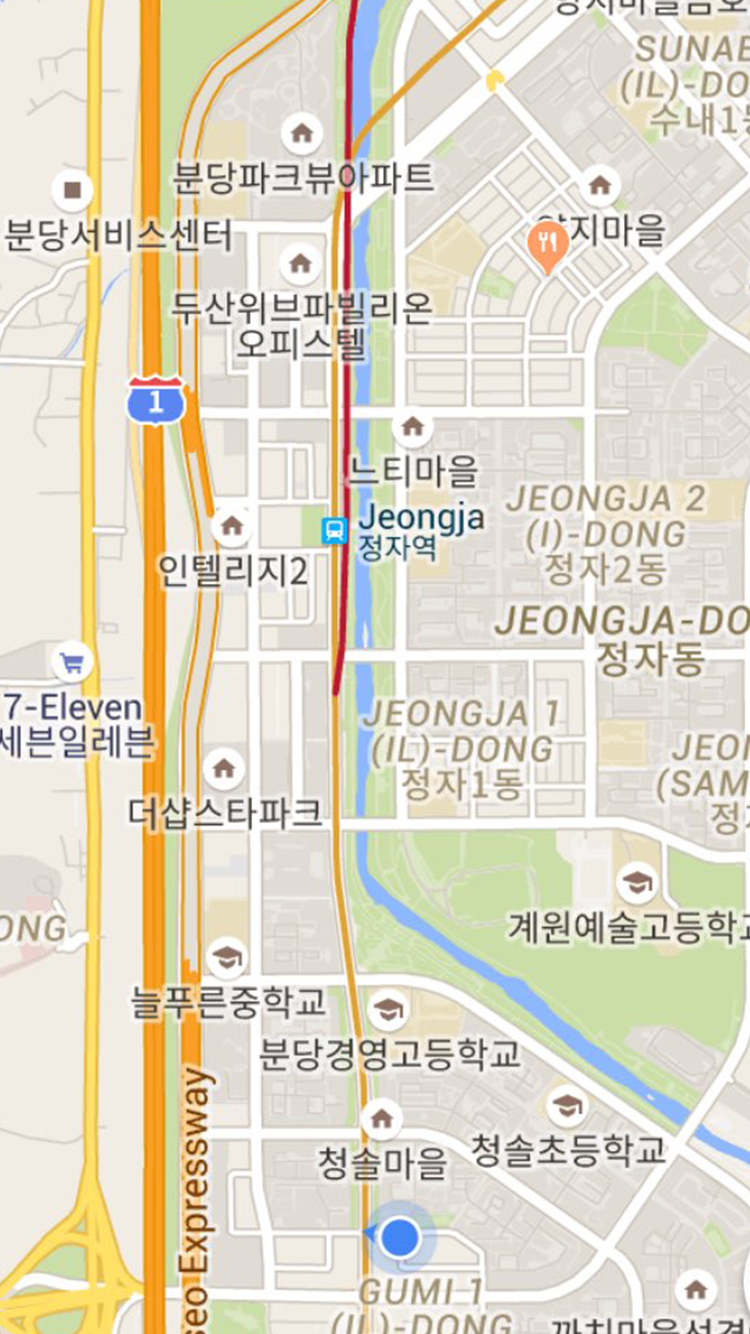 SUNAE
(IL)-DO
수내1동
분당파크뷰아파트
분당서비스센터
양지마을
두산위브파빌리온
오피스텔
1
느티마을
Jeongja
정자역
JEONGJA 2
(I)-DONG
정자2동
인텔리지2
JEONGJA-DO
정자동
7-Eleven
세븐일레븐
JEONGJA 1
(IL)-DONG
정자1동
JEON
(SAM
정자
더샵스타파크
계원예술고등학교
ONG
늘푸른중학교
분당경영고등학교
청솔마을
청솔초등학교
seo Expressway
GUMI 1
(IL)-DONG